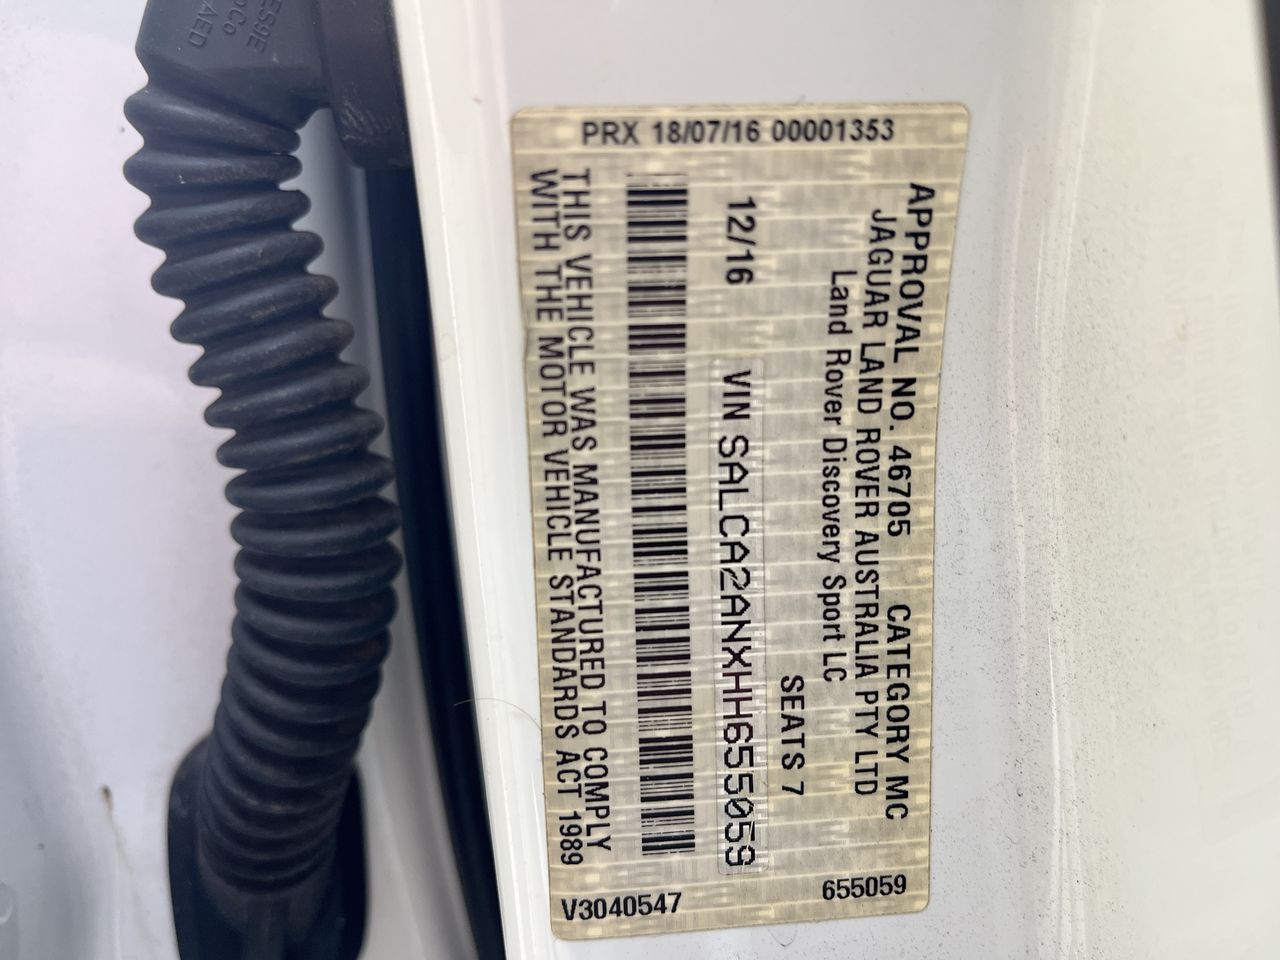 ES9E
AED
PRX 18/07/16 00001353
APPROVAL NO. 46705 CATEGORY MC
JAGUAR LAND ROVER AUSTRALIA PTY LTD
Land Rover Discovery Sport LC
SEATS 7
12/16 VIN SALCA2ANXHH655059
THIS VEHICLE WAS MANUFACTURED TO COMPLY
WITH THE MOTOR VEHICLE STANDARDS ACT 1989
V3040547 655059